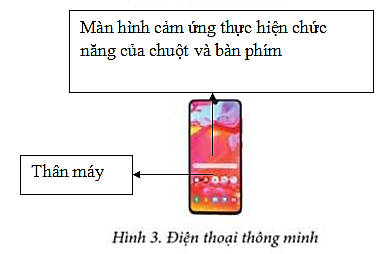 Màn hình cảm ứng thực hiện chức
năng của chuột và bàn phím
Thân máy
Hình 3. Điện thoại thông minh